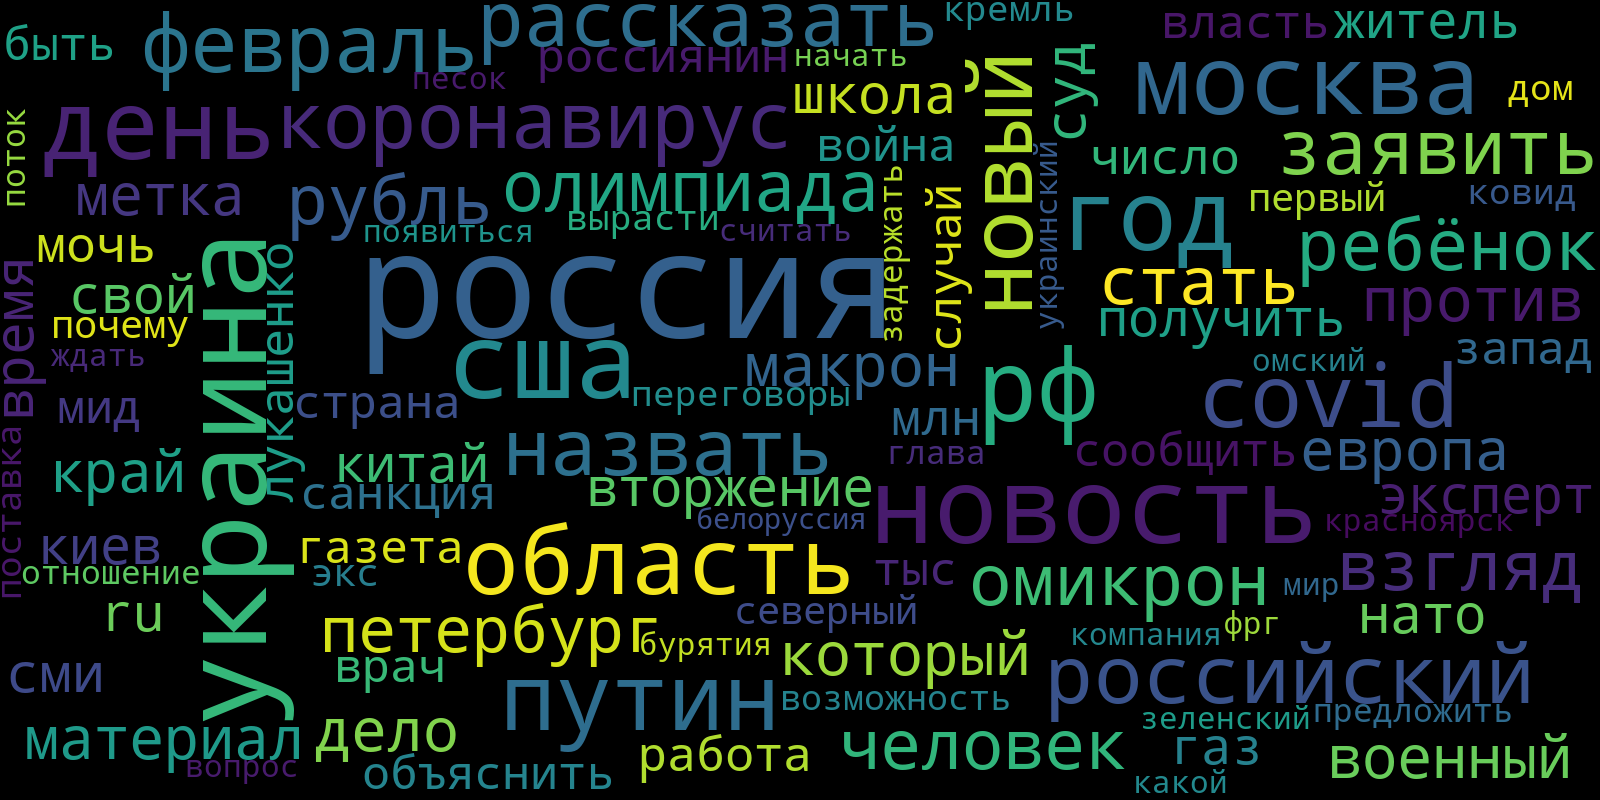 быть
февраль
рассказать
кремль
власть
житель
россиянин
начать
песок
школа
новый
суд
москва
дом
поток
день
коронавирус
война
украинский
число
заявить
метка
рубль
олимпиада
задержать
случай
год
первый
ковид
вырасти
появиться
считать
мочь
россия
ребёнок
время
свой
украина
лукашенко
стать
против
почему
получить
ждать
сша
макрон
рф
омский
запад
мид
страна
переговоры
млн
covid
край
китай
назвать
глава
сообщить
европа
поставка
санкция
вторжение
новость
эксперт
белоруссия
красноярск
киев
газета
область
отношение
экс
тыс
омикрон
мир
взгляд
ru
петербург
северный
компания
фрг
нато
бурятия
сми
врач
который
российский
путин
возможность
зеленский
предложить
материал
дело
вопрос
объяснить
работа
человек
газ
военный
какой